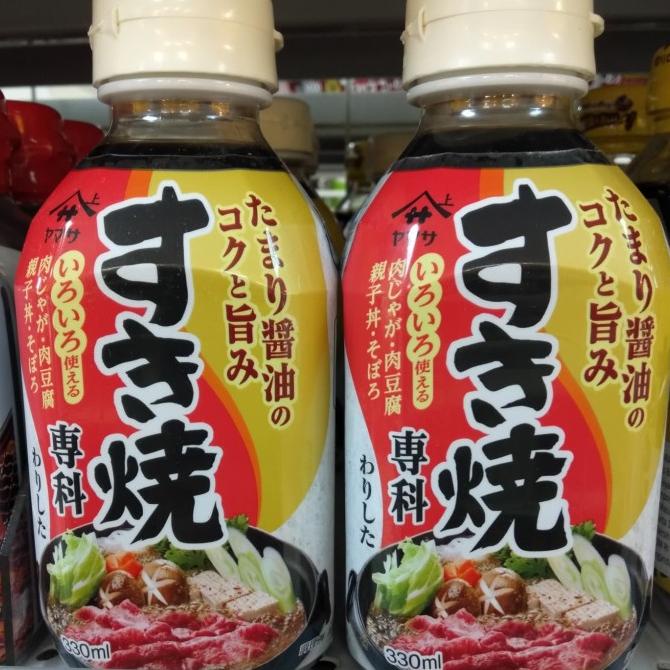 たまり醤油の
コクと旨み
上
サ
ヤマサ
すき焼
専科
わりした
いろいろ使える
肉じゃが・肉豆腐
親子丼・そぼろ
330ml
たまり醤油の
コクと旨み
上
サ
ヤマサ
すき焼
専科
わりした
いろいろ使える
肉じゃが・肉豆腐
親子丼・そぼろ
330ml